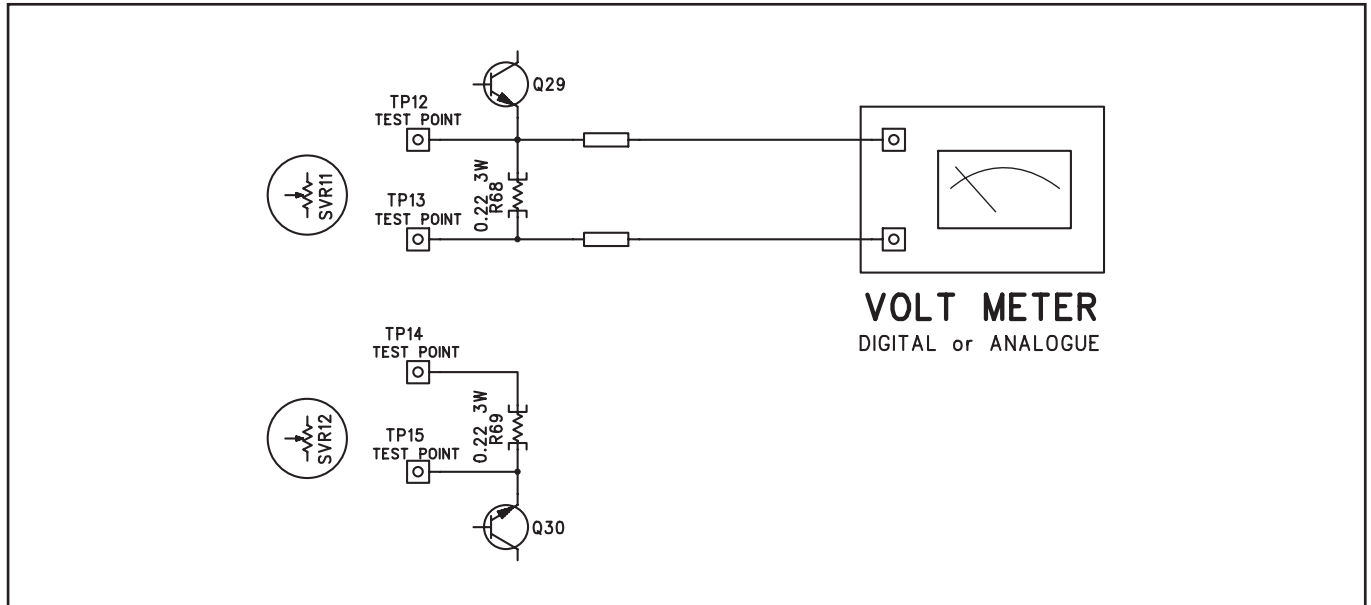 Q29
TP12
TEST POINT
SVR11
0.22 3W
R68
TP13
TEST POINT
VOLT METER
DIGITAL or ANALOGUE
TP14
TEST POINT
SVR12
0.22 3W
R69
TP15
TEST POINT
Q30